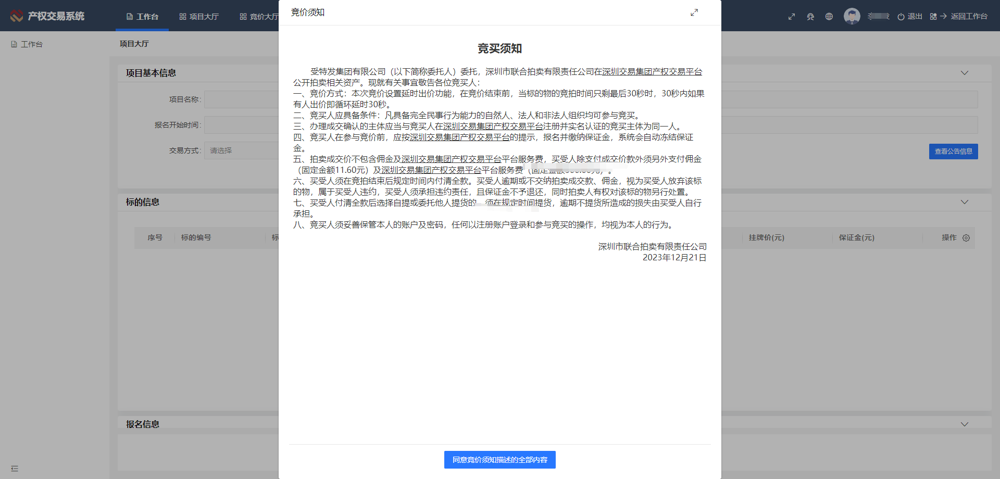 产权交易系统
工作台
项目大厅
竞价大厅
退出
返回工作台
工作台
项目大厅
项目基本信息
项目名称:
报名开始时间:
交易方式:
请选择
查看公告信息
标的信息
序号
标的编号
标
挂牌价(元)
保证金(元)
操作
报名信息
竞价须知
竞买须知
受特发集团有限公司（以下简称委托人）委托，深圳市联合拍卖有限责任公司在深圳交易集团产权交易平台
公开拍卖相关资产。现就有关事宜敬告各位竞买人：
一、竞价方式：本次竞价设置延时出价功能，在竞价结束前，当标的物的竞拍时间只剩最后30秒时，30秒内如果
有人出价即循环延时30秒。
二、竞买人应具备条件：凡具备完全民事行为能力的自然人、法人和非法人组织均可参与竞买。
三、办理成交确认的主体应当与竞买人在深圳交易集团产权交易平台注册并实名认证的竞买主体为同一人。
四、竞买人在参与竞价前，应按深圳交易集团产权交易平台的提示，报名并缴纳保证金，系统会自动冻结保证
金。
五、拍卖成交价不包含佣金及深圳交易集团产权交易平台平台服务费，买受人除支付成交价款外须另外支付佣金
（固定金额11.60元）及深圳交易集团产权交易平台平台服务费（固定金额
六、买受人须在竞拍结束后规定时间内付清全款。买受人逾期或不交纳拍卖成交款、佣金，视为买受人放弃该标
的物，属于买受人违约，买受人须承担违约责任，且保证金不予退还，同时拍卖人有权对该标的物另行处置。
七、买受人付清全款后选择自提或委托他人提货的 须在规定时间提货，逾期不提货所造成的损失由买受人自行
承担。
八、竞买人须妥善保管本人的账户及密码，任何以注册账户登录和参与竞买的操作，均视为本人的行为。
深圳市联合拍卖有限责任公司
2023年12月21日
同意竞价须知描述的全部内容